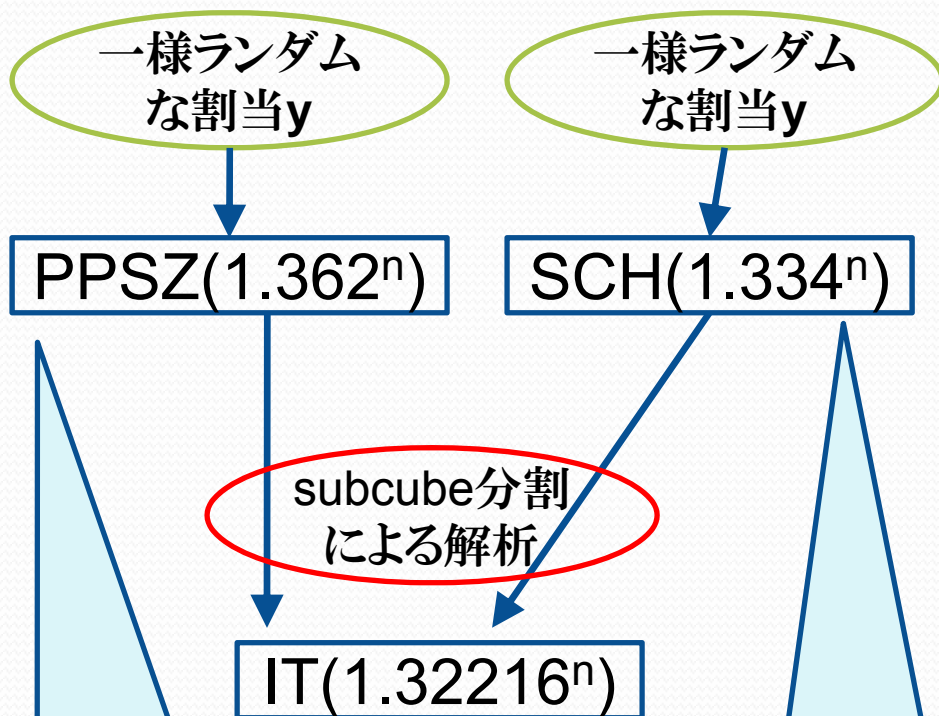 一様ランダム
な割当y
一様ランダム
な割当y
PPSZ(1.362ⁿ)
SCH(1.334ⁿ)
subcube分割
による解析
IT(1.32216ⁿ)